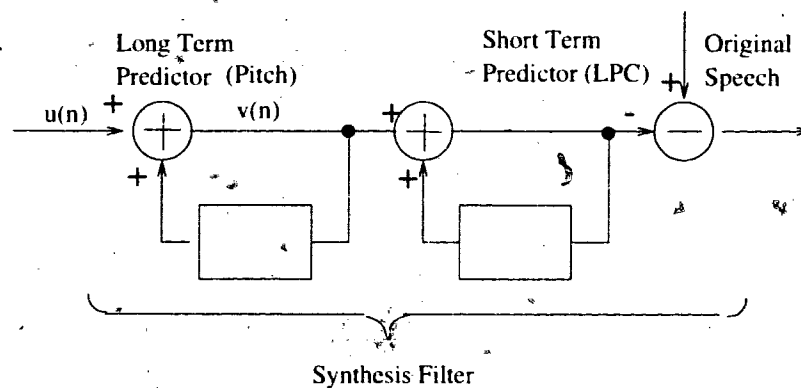 Long Term
Predictor (Pitch)
Short Term
Predictor (LPC)
Original
Speech
u(n)
+
+
+
v(n)
+
+
+
-
+
−
Synthesis Filter